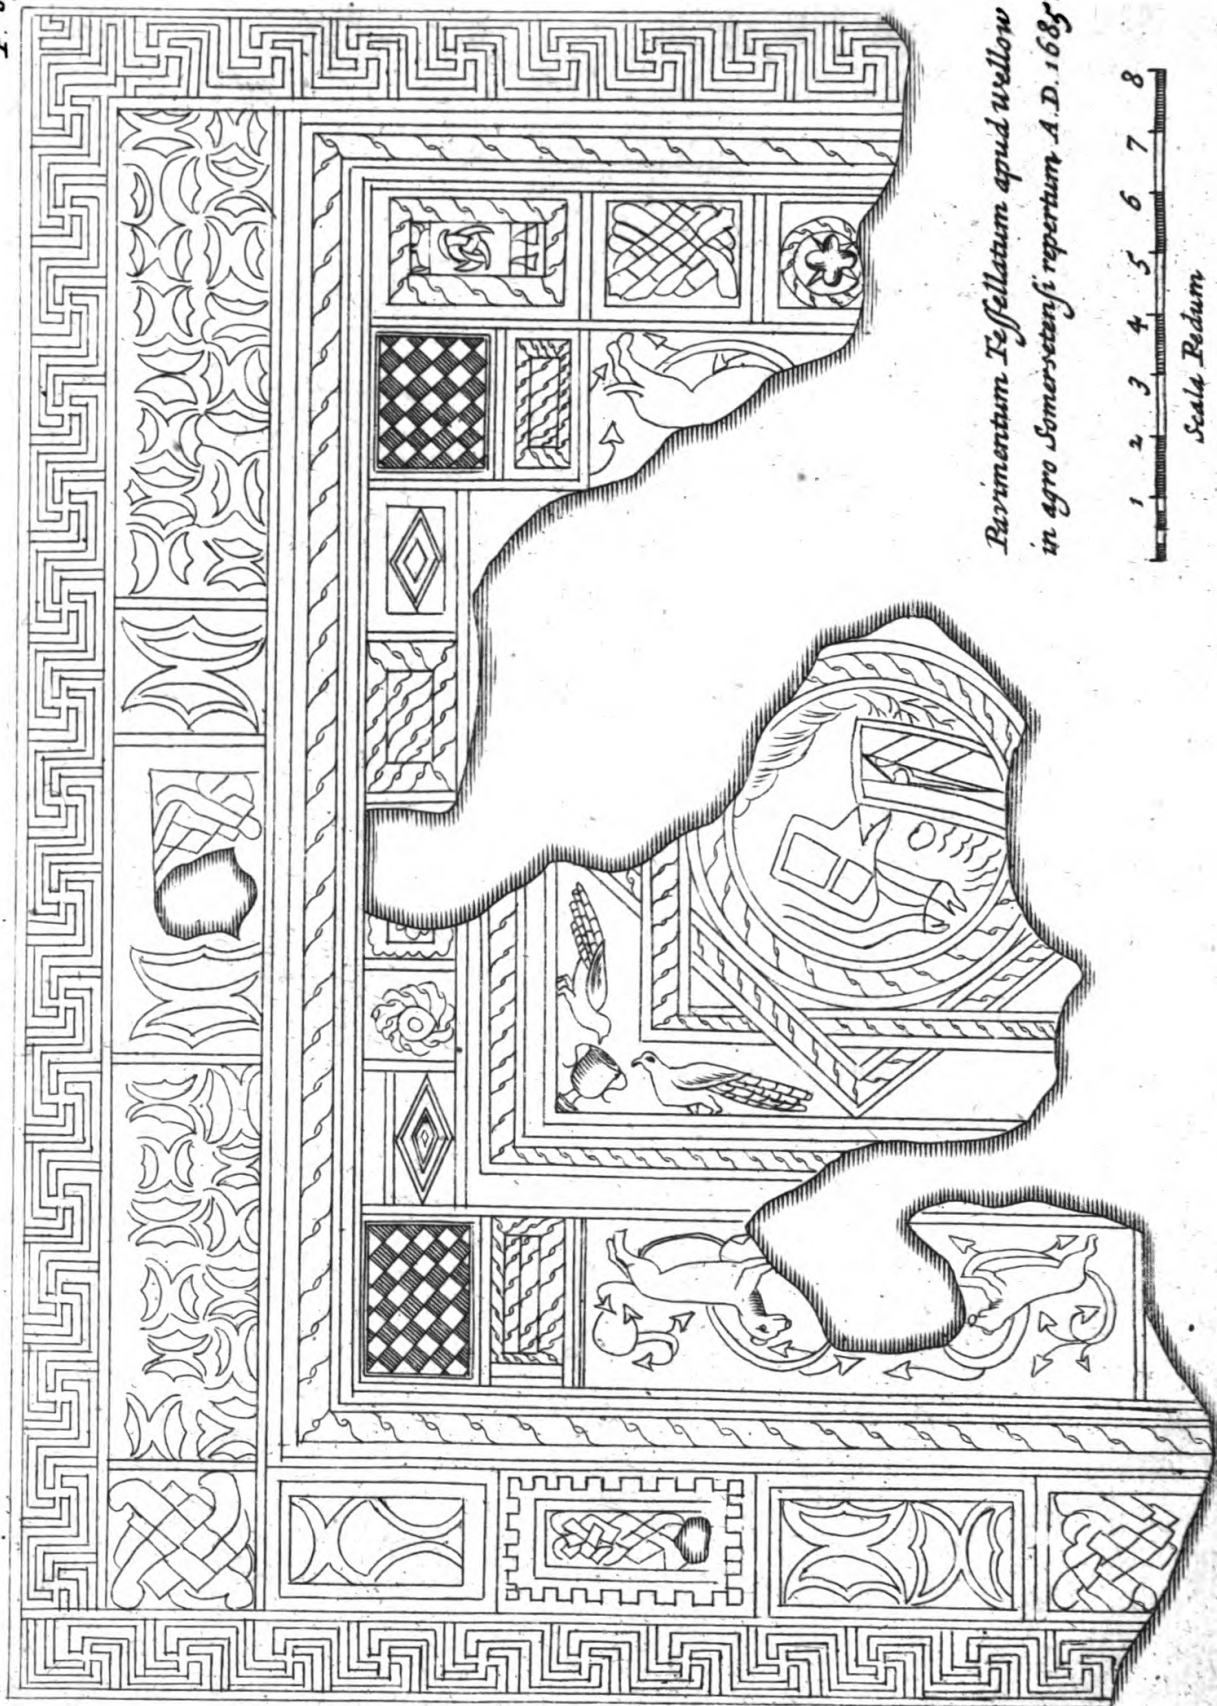 Pavimentum Tessellatum apud Wellow
in agro Somersetensi repertum A.D. 1685
1 2 3 4 5 6 7 8
Scala Pedum